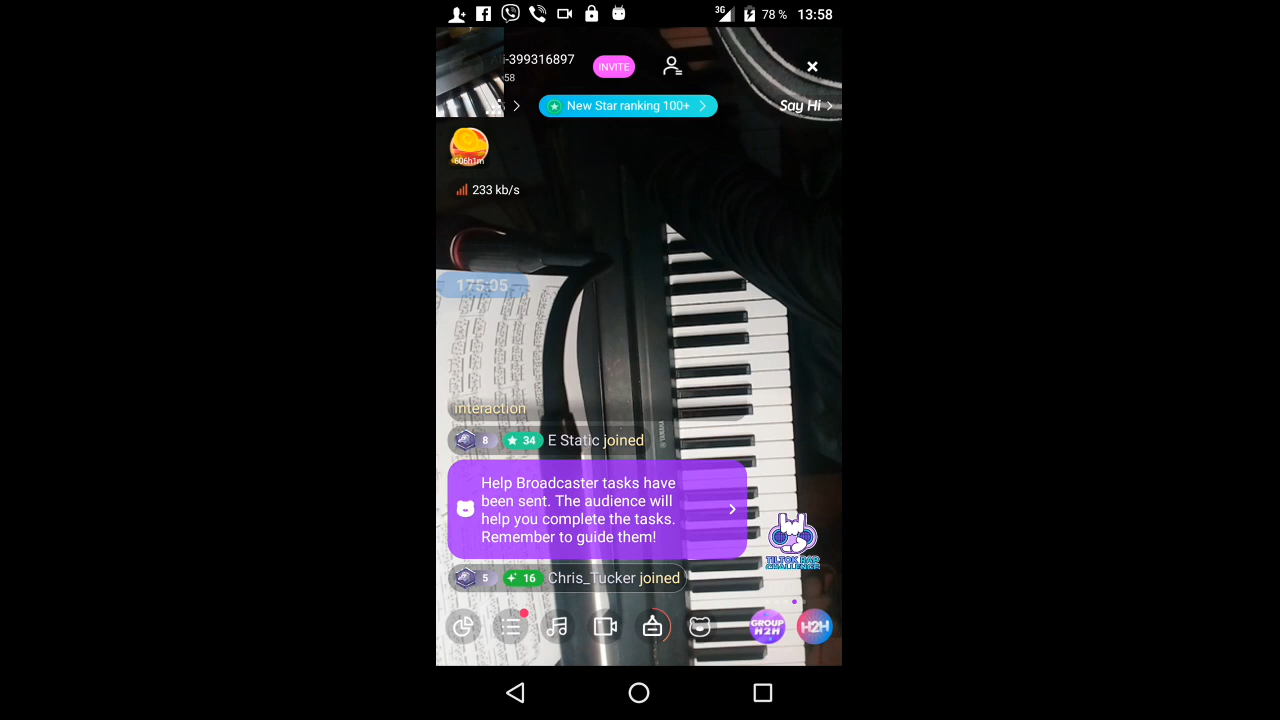 3G
78 %
13:58
i-399316897
58
INVITE
New Star ranking 100+
Say Hi
606h1m
233 kb/s
175:05
interaction
8
34
E Static joined
Help Broadcaster tasks have
been sent. The audience will
help you complete the tasks.
Remember to guide them!
5
16
Chris_Tucker joined
CHALLENGE
GROUP
H2H
H2H